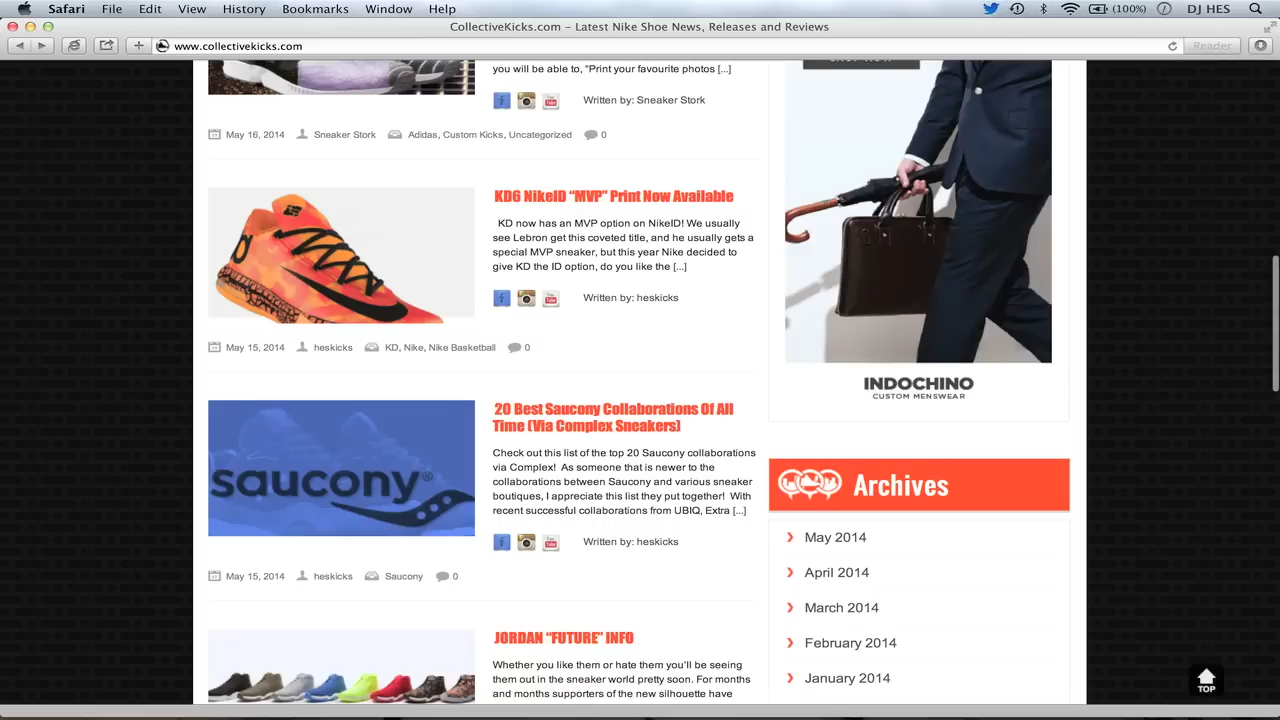 Safari File Edit View History Bookmarks Window Help (100%) DJ HES
CollectiveKicks.com – Latest Nike Shoe News, Releases and Reviews
www.collectivekicks.com Reader
you will be able to, "Print your favourite photos [...]
Written by: Sneaker Stork
May 16, 2014 Sneaker Stork Adidas, Custom Kicks, Uncategorized 0
KD6 NikeID “MVP” Print Now Available
KD now has an MVP option on NikeID! We usually
see Lebron get this coveted title, and he usually gets a
special MVP sneaker, but this year Nike decided to
give KD the ID option, do you like the [...]
Written by: heskicks
May 15, 2014 heskicks KD, Nike, Nike Basketball 0
saucony®
20 Best Saucony Collaborations Of All
Time (Via Complex Sneakers)
Check out this list of the top 20 Saucony collaborations
via Complex! As someone that is newer to the
collaborations between Saucony and various sneaker
boutiques, I appreciate this list they put together! With
recent successful collaborations from UBIQ, Extra [...]
Written by: heskicks
May 15, 2014 heskicks Saucony 0
JORDAN “FUTURE” INFO
Whether you like them or hate them you’ll be seeing
them out in the sneaker world pretty soon. For months
and months supporters of the new silhouette have
INDOCHINO
CUSTOM MENSWEAR
Archives
May 2014
April 2014
March 2014
February 2014
January 2014
TOP